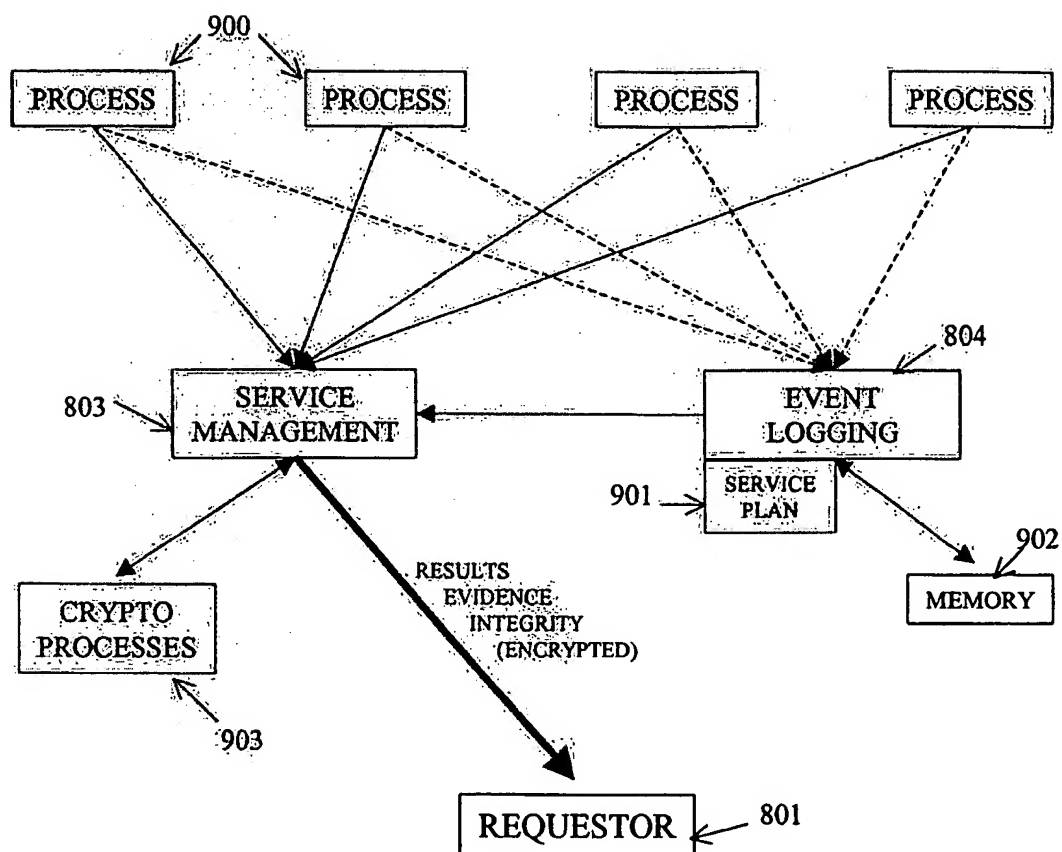 900
PROCESS
PROCESS
PROCESS
PROCESS
804
803
SERVICE
MANAGEMENT
EVENT
LOGGING
901
SERVICE
PLAN
902
MEMORY
CRYPTO
PROCESSES
903
RESULTS
EVIDENCE
INTEGRITY
(ENCRYPTED)
REQUESTOR
801